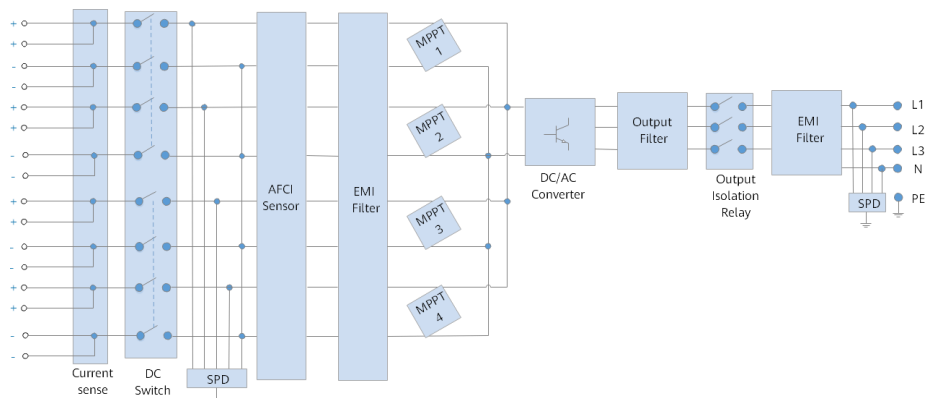 +
+
-
-
+
+
-
-
+
+
-
-
+
+
-
-
Current
sense
DC
Switch
SPD
AFCI
Sensor
EMI
Filter
MPPT
1
MPPT
2
MPPT
3
MPPT
4
DC/AC
Converter
Output
Filter
Output
Isolation
Relay
EMI
Filter
SPD
L1
L2
L3
N
PE